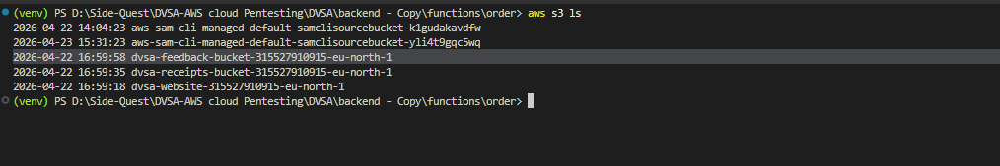 (venv) PS D:\Side-Quest\DVSA-AWS cloud Pentesting\DVSA\backend - Copy\functions\order> aws s3 ls
2026-04-22 14:04:23 aws-sam-cli-managed-default-samclisourcebucket-k1gudakavdfw
2026-04-23 15:31:23 aws-sam-cli-managed-default-samclisourcebucket-yli4t9gqc5wq
2026-04-22 16:59:58 dvsa-feedback-bucket-315527910915-eu-north-1
2026-04-22 16:59:35 dvsa-receipts-bucket-315527910915-eu-north-1
2026-04-22 16:59:18 dvsa-website-315527910915-eu-north-1
(venv) PS D:\Side-Quest\DVSA-AWS cloud Pentesting\DVSA\backend - Copy\functions\order>